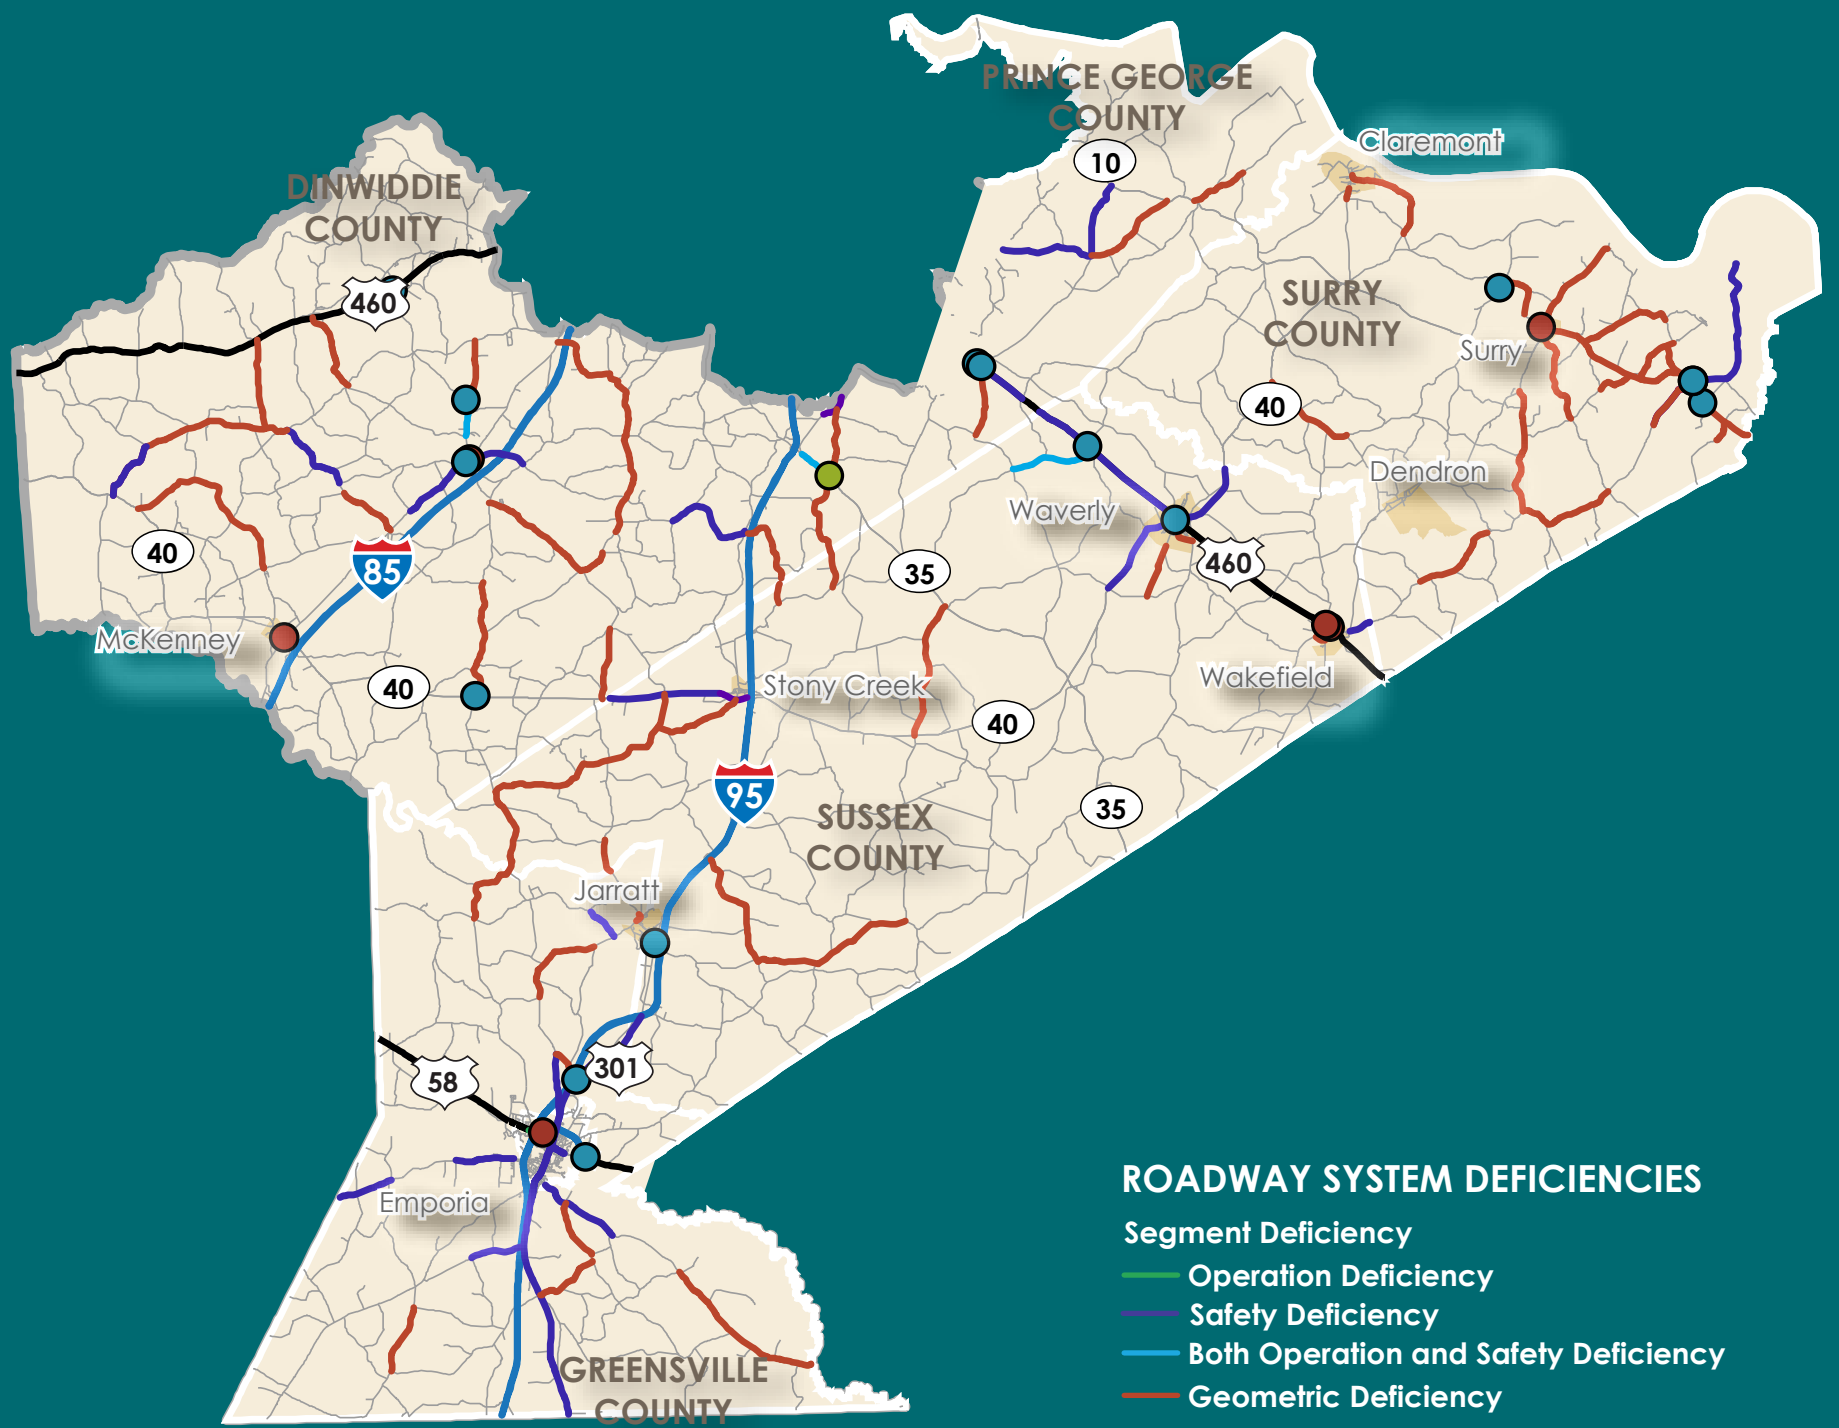 PRINCE GEORGE
COUNTY
10
Claremont
DINWIDDIE
COUNTY
460
SURRY
COUNTY
Surry
40
Dendron
Waverly
40
85
35
460
McKenney
40
Stony Creek
Wakefield
40
95
35
SUSSEX
COUNTY
Jarratt
301
58
Emporia
GREENSVILLE
COUNTY
ROADWAY SYSTEM DEFICIENCIES
Segment Deficiency
Operation Deficiency
Safety Deficiency
Both Operation and Safety Deficiency
Geometric Deficiency